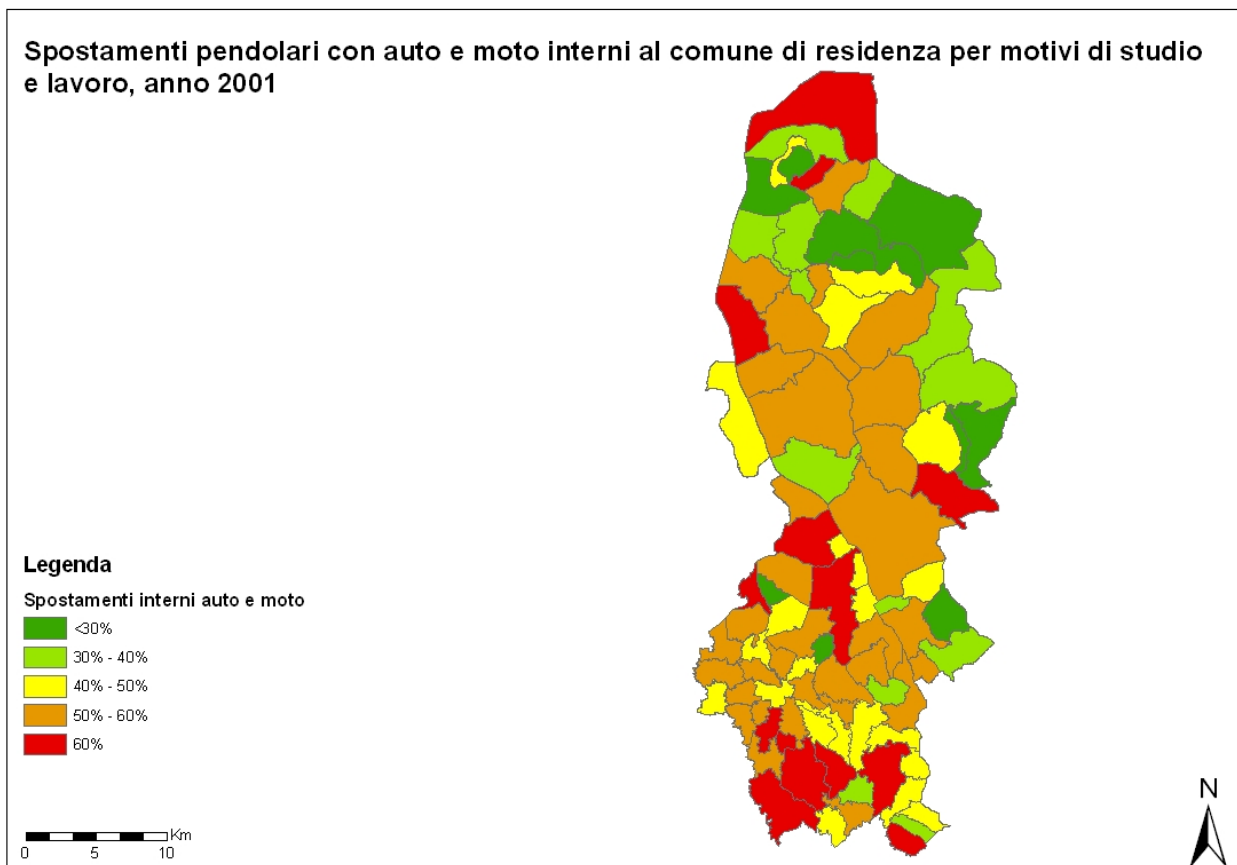 Spostamenti pendolari con auto e moto interni al comune di residenza per motivi di studio
e lavoro, anno 2001
Legenda
Spostamenti interni auto e moto
<30%
30% - 40%
40% - 50%
50% - 60%
60%
Km
0 5 10
N